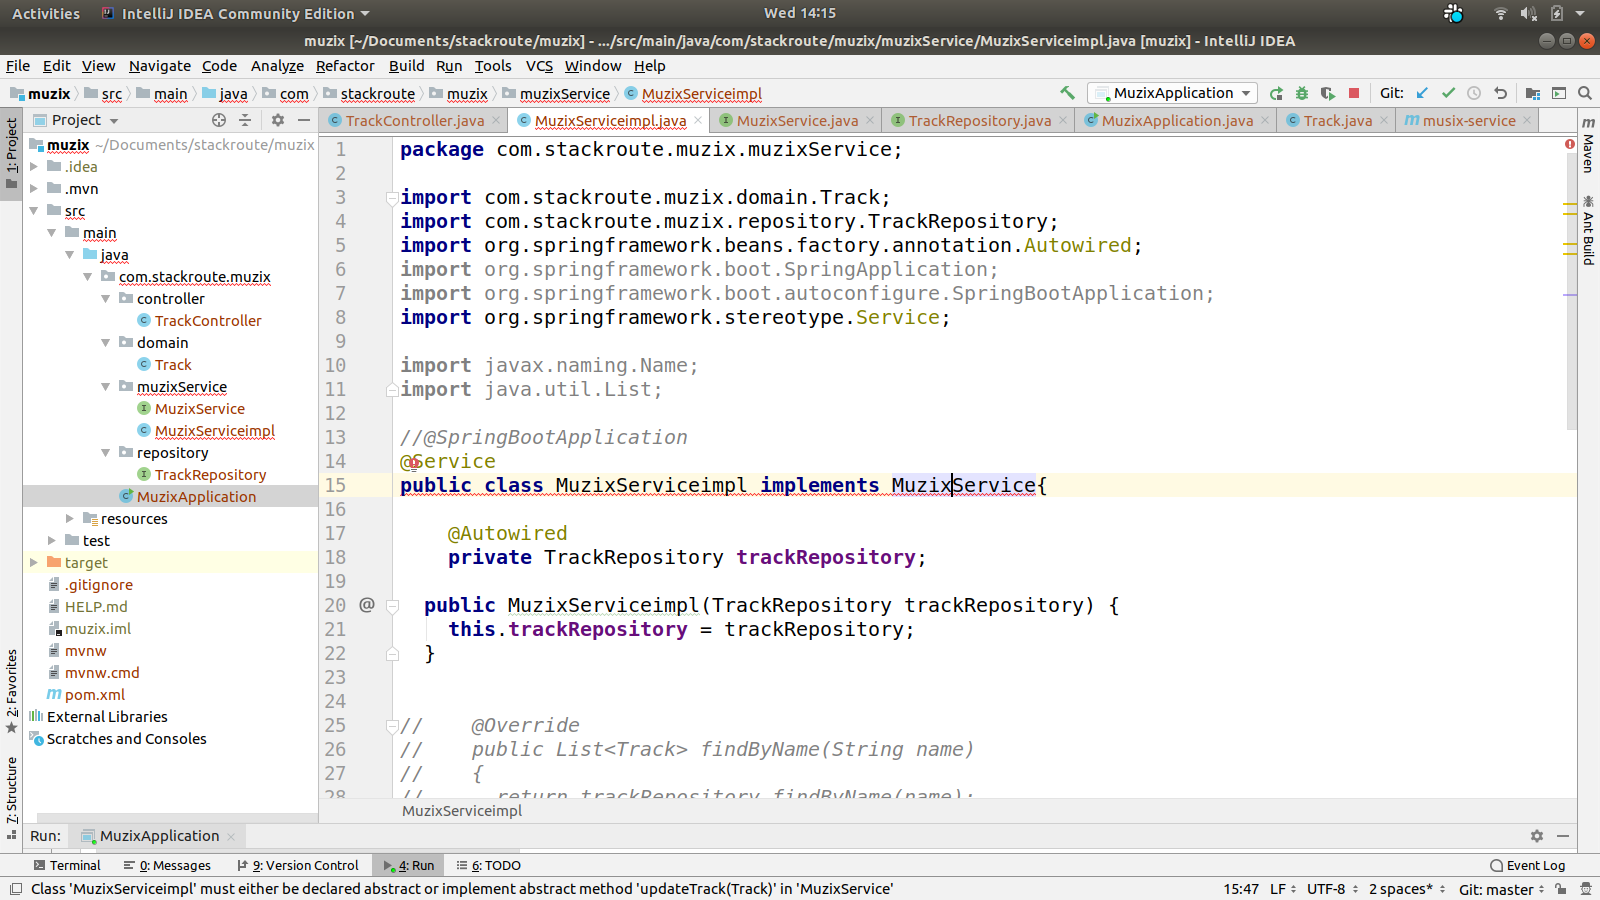 Activities IntelliJ IDEA Community Edition Wed 14:15
muzix [~/Documents/stackroute/muzix] - .../src/main/java/com/stackroute/muzix/muzixService/MuzixServiceimpl.java [muzix] - IntelliJ IDEA
File Edit View Navigate Code Analyze Refactor Build Run Tools VCS Window Help
muzix src main java com stackroute muzix muzixService MuzixServiceimpl MuzixApplication Git:
Project
TrackController.java MuzixServiceimpl.java MuzixService.java TrackRepository.java MuzixApplication.java Track.java musix-service
1: Project
2: Favorites
7: Structure
muzix ~/Documents/stackroute/muzix
.idea
.mvn
src
main
java
com.stackroute.muzix
controller
TrackController
domain
Track
muzixService
MuzixService
MuzixServiceimpl
repository
TrackRepository
MuzixApplication
resources
test
target
.gitignore
HELP.md
muzix.iml
mvnw
mvnw.cmd
pom.xml
External Libraries
Scratches and Consoles
1 package com.stackroute.muzix.muzixService;
2
3 import com.stackroute.muzix.domain.Track;
4 import com.stackroute.muzix.repository.TrackRepository;
5 import org.springframework.beans.factory.annotation.Autowired;
6 import org.springframework.boot.SpringApplication;
7 import org.springframework.boot.autoconfigure.SpringBootApplication;
8 import org.springframework.stereotype.Service;
9
10 import javax.naming.Name;
11 import java.util.List;
12
13 //@SpringBootApplication
14 @Service
15 public class MuzixServiceimpl implements MuzixService{
16
17 @Autowired
18 private TrackRepository trackRepository;
19
20 @ public MuzixServiceimpl(TrackRepository trackRepository) {
21 this.trackRepository = trackRepository;
22 }
23
24
25 // @Override
26 // public List<Track> findByName(String name)
27 // {
28 // return trackRepository.findByName(name);
MuzixServiceimpl
Maven
Ant Build
Run: MuzixApplication
Terminal 0: Messages 9: Version Control 4: Run 6: TODO Event Log
Class 'MuzixServiceimpl' must either be declared abstract or implement abstract method 'updateTrack(Track)' in 'MuzixService' 15:47 LF UTF-8 2 spaces* Git: master